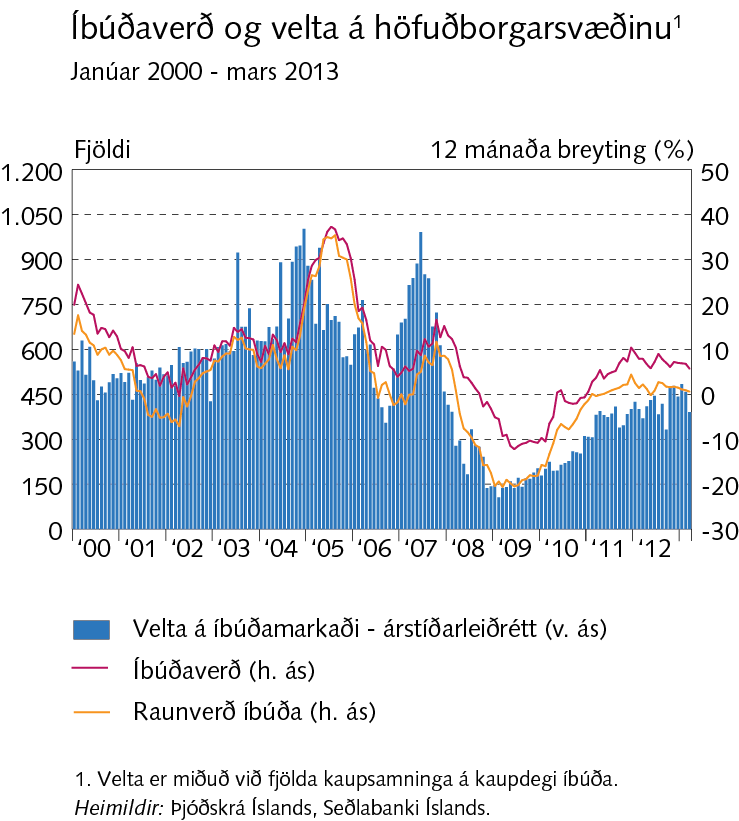 Íbúðaverð og velta á höfuðborgarsvæðinu¹
Janúar 2000 - mars 2013
Fjöldi 12 mánaða breyting (%)
1.200 50
1.050 40
900 30
750 20
600 10
450 0
300 -10
150 -20
0 -30
‘00 ‘01 ‘02 ‘03 ‘04 ‘05 ‘06 ‘07 ‘08 ‘09 ‘10 ‘11 ‘12
Velta á íbúðamarkaði - árstíðarleiðrétt (v. ás)
Íbúðaverð (h. ás)
Raunverð íbúða (h. ás)
1. Velta er miðuð við fjölda kaupsamninga á kaupdegi íbúða.
Heimildir: Þjóðskrá Íslands, Seðlabanki Íslands.